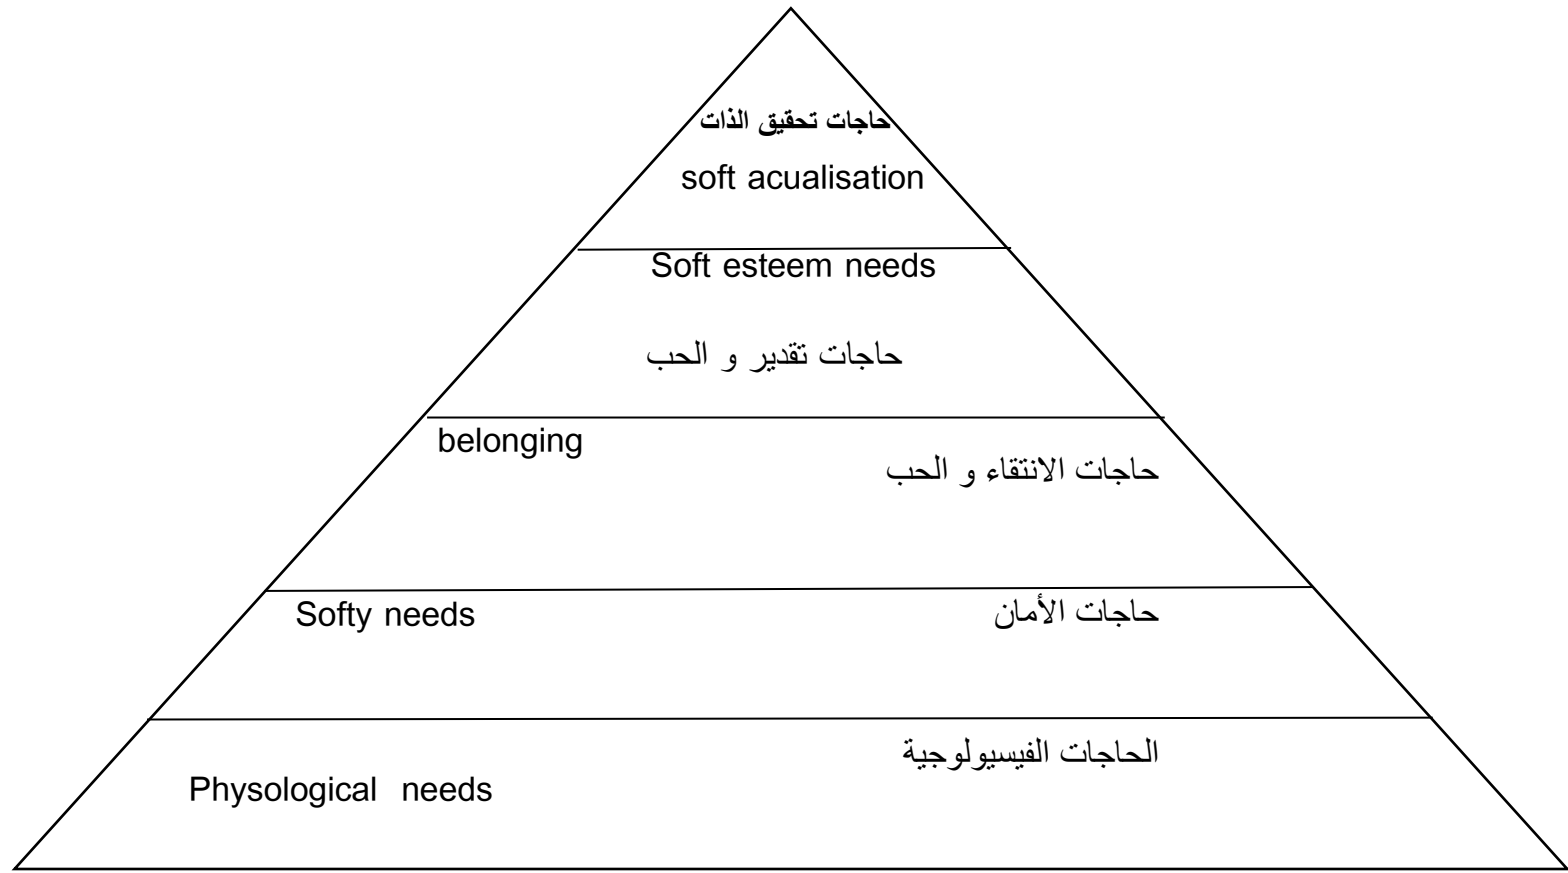 حاجات تحقيق الذات
soft acualisation
Soft esteem needs
حاجات تقدير و الحب
belonging
حاجات الانتقاء و الحب
Softy needs
حاجات الأمان
الحاجات الفيسيولوجية
Physological needs